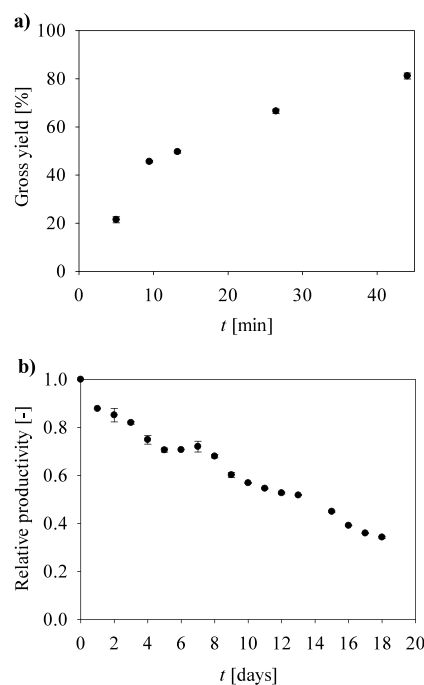 a)
Gross yield [%]
100
80
60
40
20
0
0 10 20 30 40
t [min]
b)
Relative productivity [-]
1.0
0.8
0.6
0.4
0.2
0.0
0 2 4 6 8 10 12 14 16 18 20
t [days]